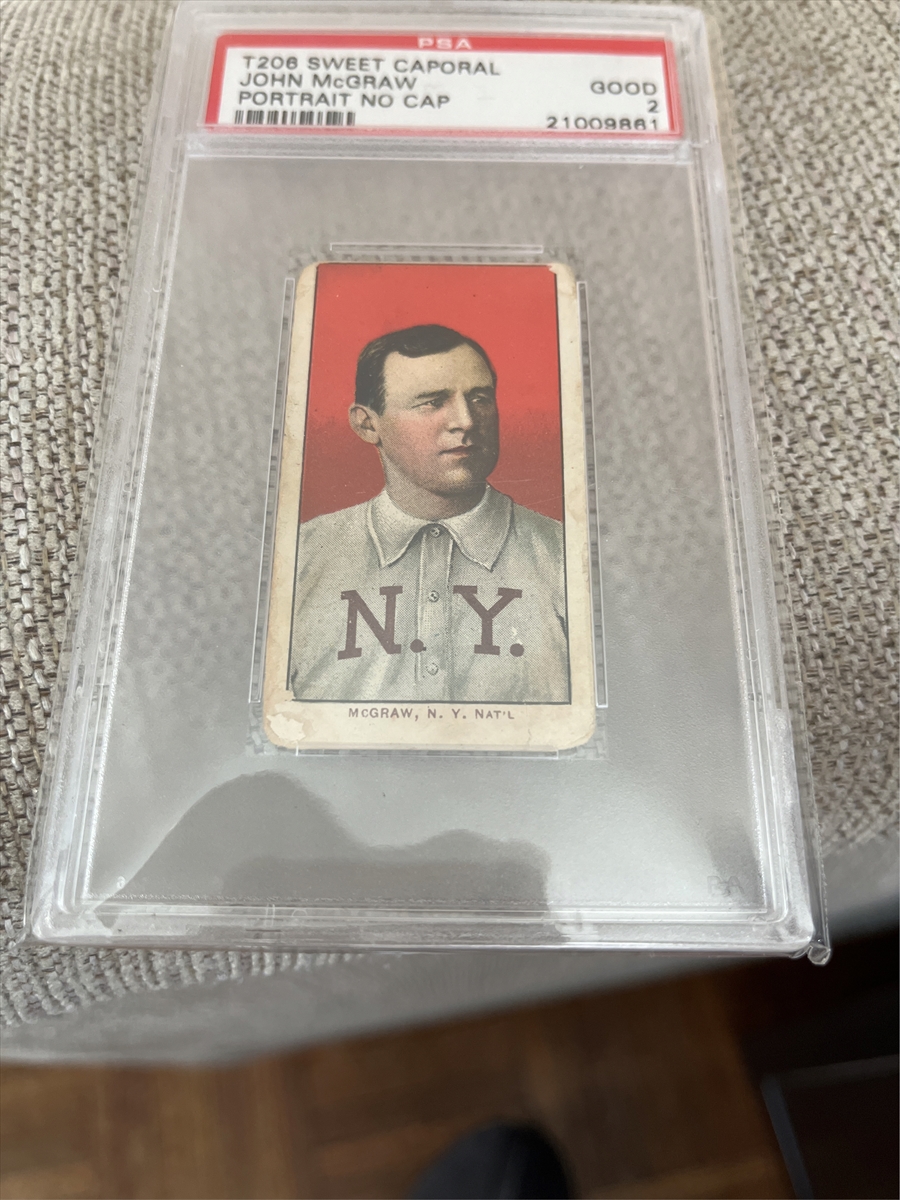 PSA
T206 SWEET CAPORAL
JOHN McGRAW GOOD
PORTRAIT NO CAP 2
21009861
N. Y.
McGRAW, N. Y. NAT'L